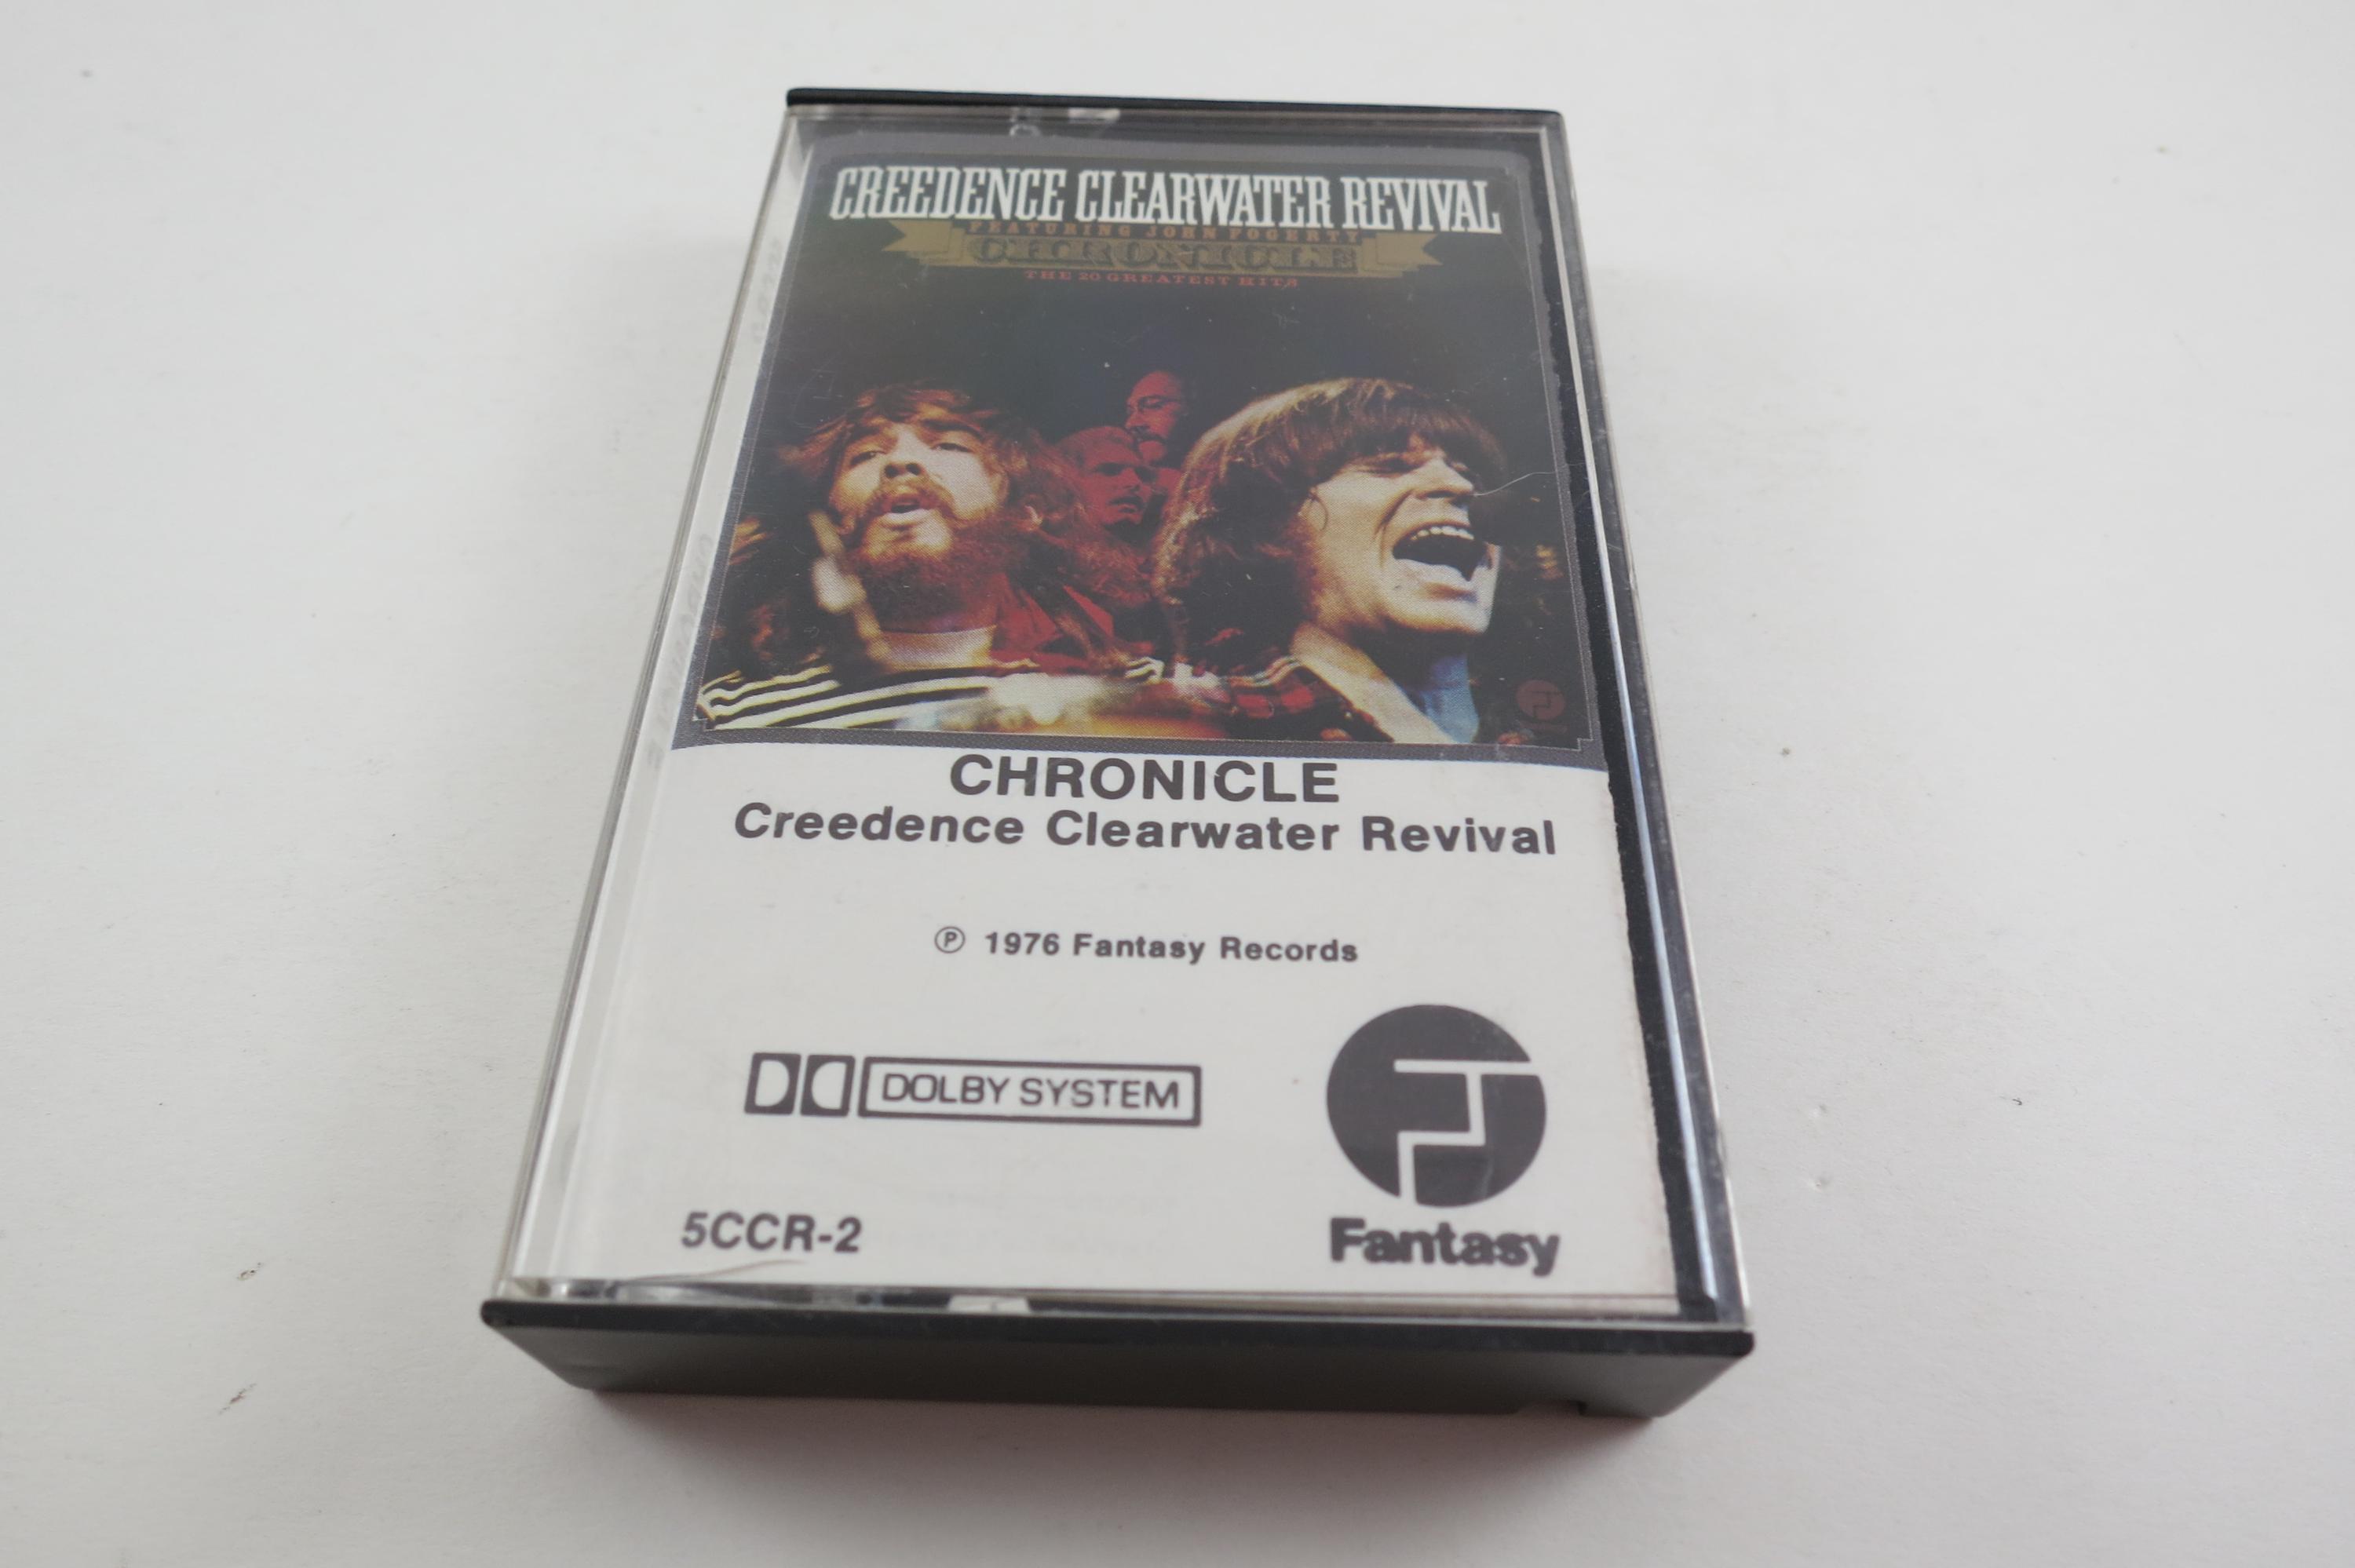 CREEDENCE CLEARWATER REVIVAL
FEATURING JOHN FOGERTY
CHRONICLE
THE 20 GREATEST HITS
CHRONICLE
Creedence Clearwater Revival
℗ 1976 Fantasy Records
DOLBY SYSTEM
5CCR-2
Fantasy